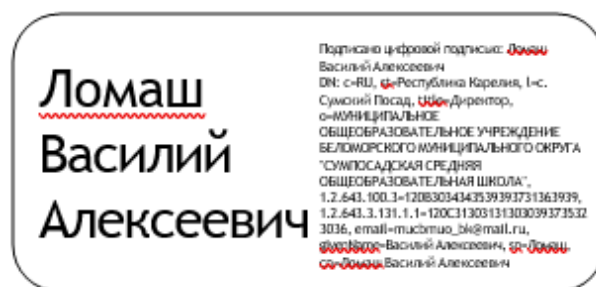 Ломаш
Василий
Алексеевич
Подписано цифровой подписью: Ломаш
Василий Алексеевич
DN: c=RU, st=Республика Карелия, l=с.
Сумский Посад, title=Директор,
o=МУНИЦИПАЛЬНОЕ
ОБЩЕОБРАЗОВАТЕЛЬНОЕ УЧРЕЖДЕНИЕ
БЕЛОМОРСКОГО МУНИЦИПАЛЬНОГО ОКРУГА
"СУМПОСАДСКАЯ СРЕДНЯЯ
ОБЩЕОБРАЗОВАТЕЛЬНАЯ ШКОЛА",
1.2.643.100.3=120B3034343539393731363939,
1.2.643.3.131.1.1=120C31303131303039373532
3036, email=mucbmuo_bk@mail.ru,
givenName=Василий Алексеевич, sn=Ломаш,
cn=Ломаш Василий Алексеевич